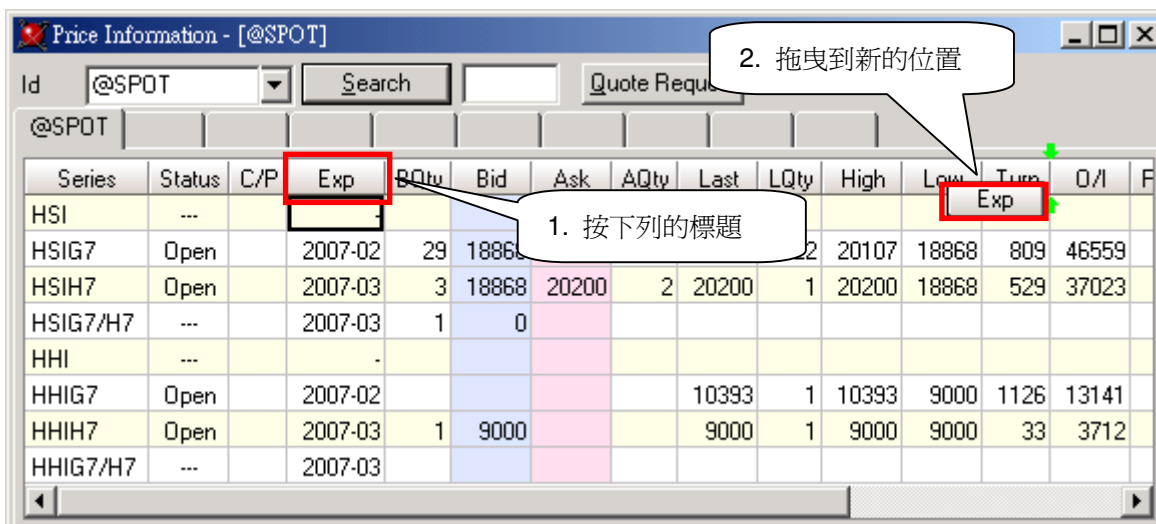 Price Information - [@SPOT]
2. 拖曳到新的位置
Id @SPOT Search Quote Reque
@SPOT
Series Status C/P Exp BQty Bid Ask AQty Last LQty High Low Turn O/I F
Exp
HSI --- -
1. 按下列的標題
HSIG7 Open 2007-02 29 18868 2 20107 18868 809 46559
HSIH7 Open 2007-03 3 18868 20200 2 20200 1 20200 18868 529 37023
HSIG7/H7 --- 2007-03 1 0
HHI --- -
HHIG7 Open 2007-02 10393 1 10393 9000 1126 13141
HHIH7 Open 2007-03 1 9000 9000 1 9000 9000 33 3712
HHIG7/H7 --- 2007-03